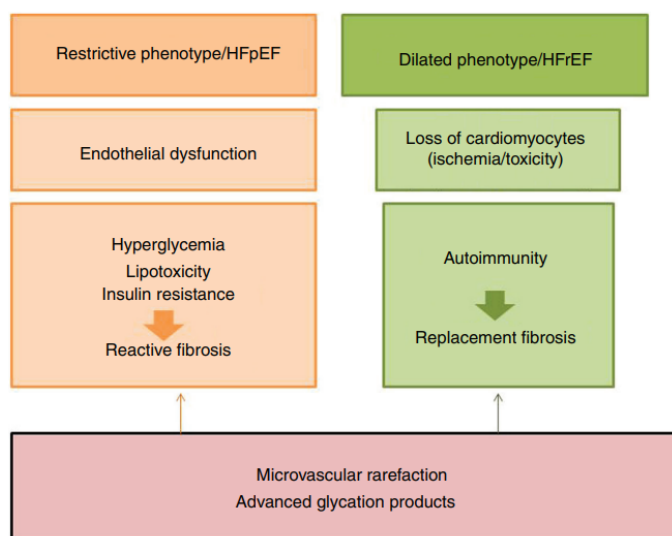 Restrictive phenotype/HFpEF
Endothelial dysfunction
Hyperglycemia
Lipotoxicity
Insulin resistance
Reactive fibrosis
Dilated phenotype/HFrEF
Loss of cardiomyocytes
(ischemia/toxicity)
Autoimmunity
Replacement fibrosis
Microvascular rarefaction
Advanced glycation products